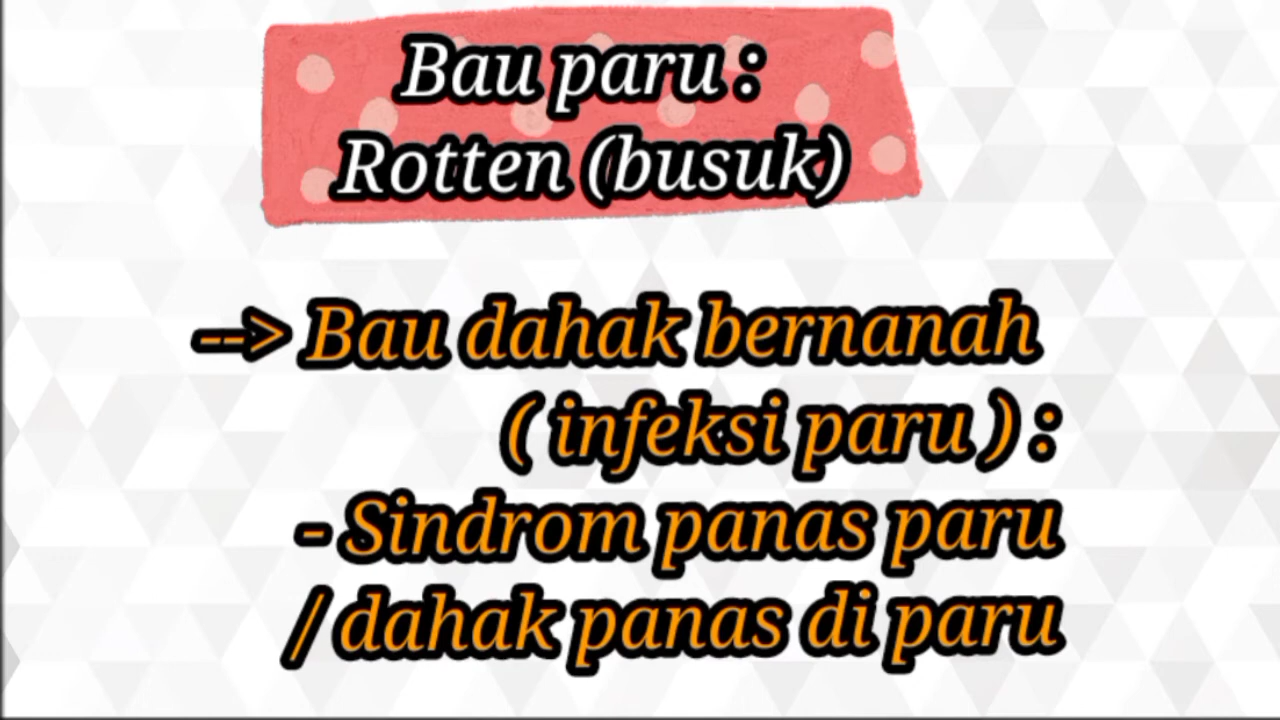 Bau paru :
Rotten (busuk)
--> Bau dahak bernanah
( infeksi paru ) :
- Sindrom panas paru
/ dahak panas di paru